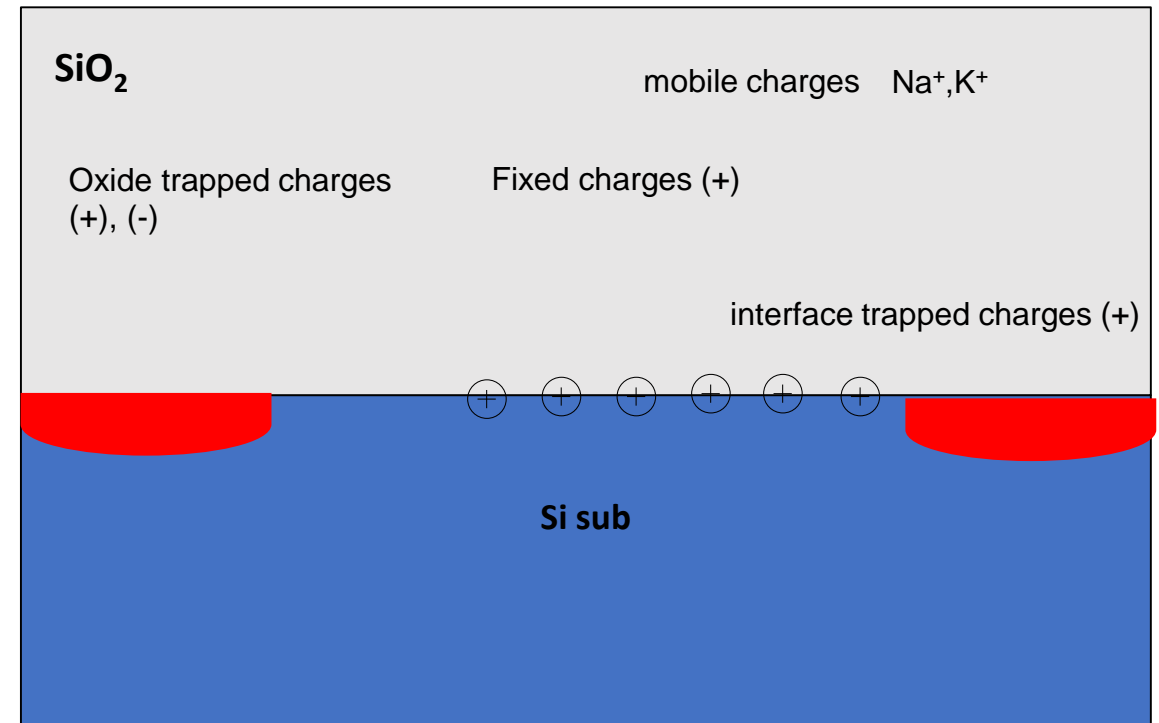 SiO₂
mobile charges Na⁺,K⁺
Oxide trapped charges
(+), (-)
Fixed charges (+)
interface trapped charges (+)
+ + + + + +
Si sub